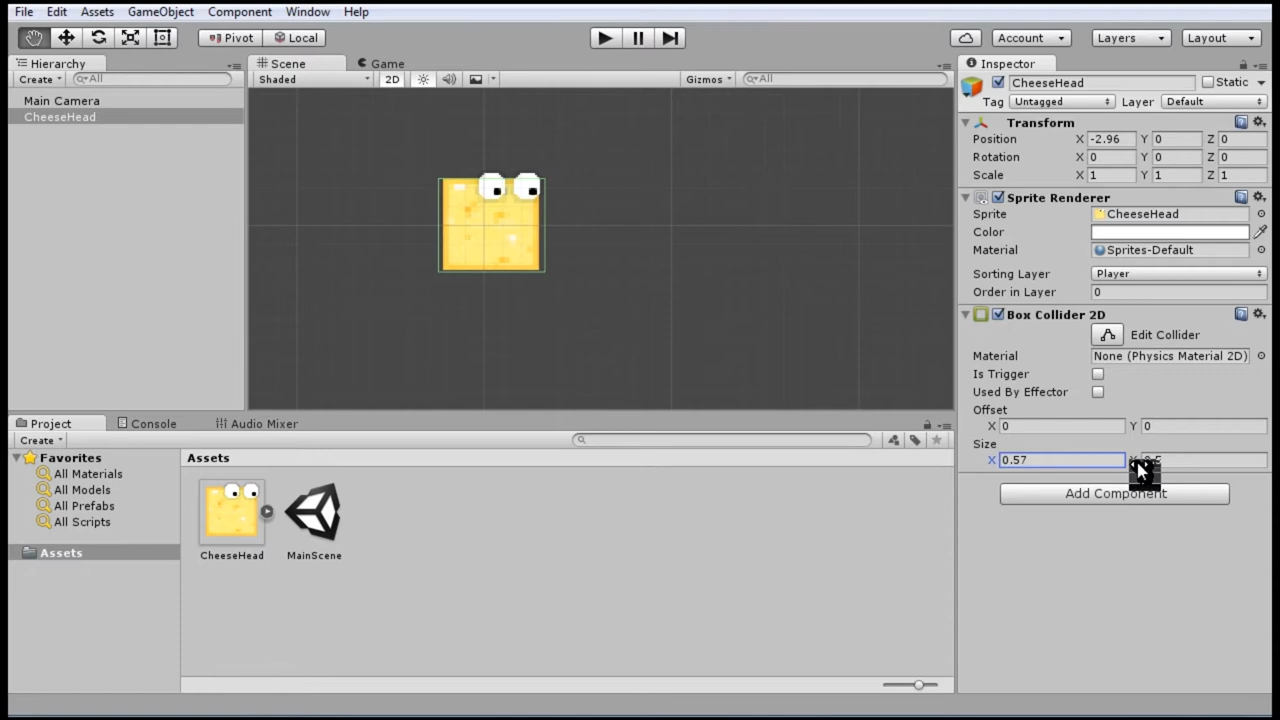 File Edit Assets GameObject Component Window Help
Pivot Local Account Layers Layout
Hierarchy Scene Game Inspector
Create All Shaded 2D Gizmos All CheeseHead Static
Main Camera Tag Untagged Layer Default
CheeseHead Transform
Position X -2.96 Y 0 Z 0
Rotation X 0 Y 0 Z 0
Scale X 1 Y 1 Z 1
Sprite Renderer
Sprite CheeseHead
Color
Material Sprites-Default
Sorting Layer Player
Order in Layer 0
Box Collider 2D
Edit Collider
Material None (Physics Material 2D)
Is Trigger
Used By Effector
Offset
X 0 Y 0
Size
X 0.57
Add Component
Project Console Audio Mixer
Create
Favorites Assets
All Materials
All Models
All Prefabs
All Scripts
Assets CheeseHead MainScene